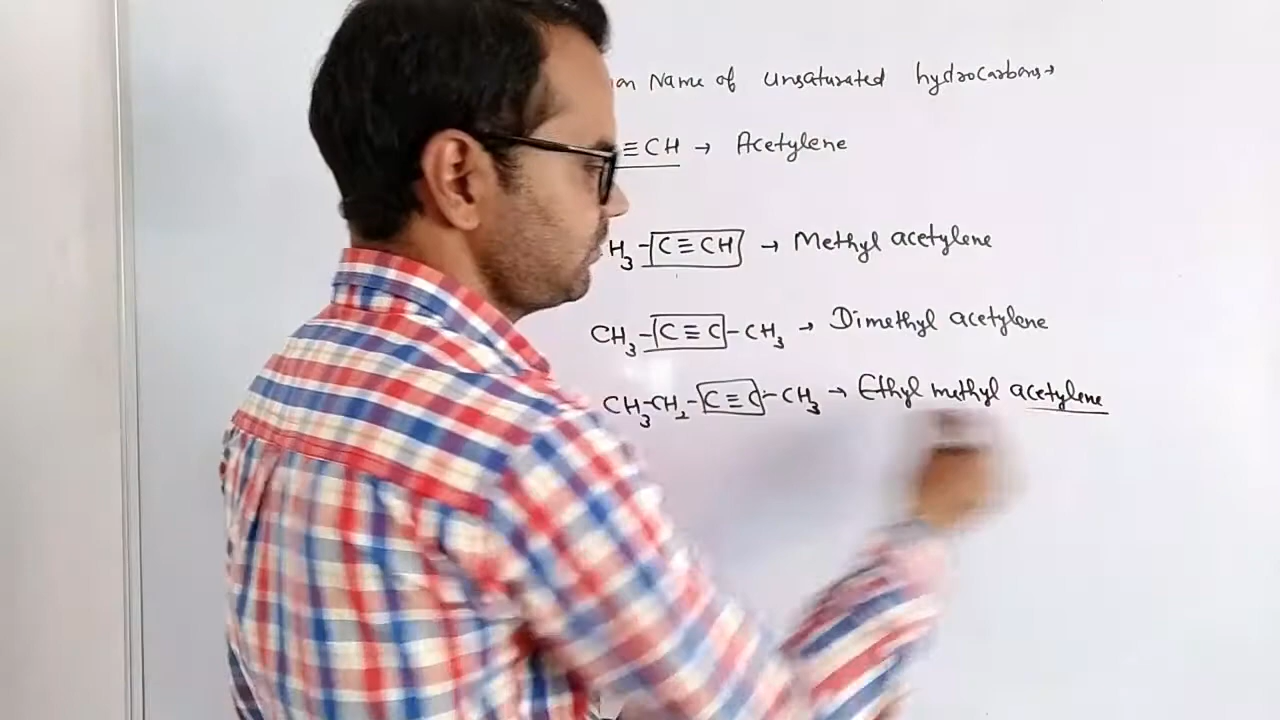 on Name of Unsaturated hydrocarbons→
≡CH → Acetylene
H₃-C≡CH → Methyl acetylene
CH₃-C≡C-CH₃ → Dimethyl acetylene
CH₃-CH₂-C≡C-CH₃ → Ethyl methyl acetylene